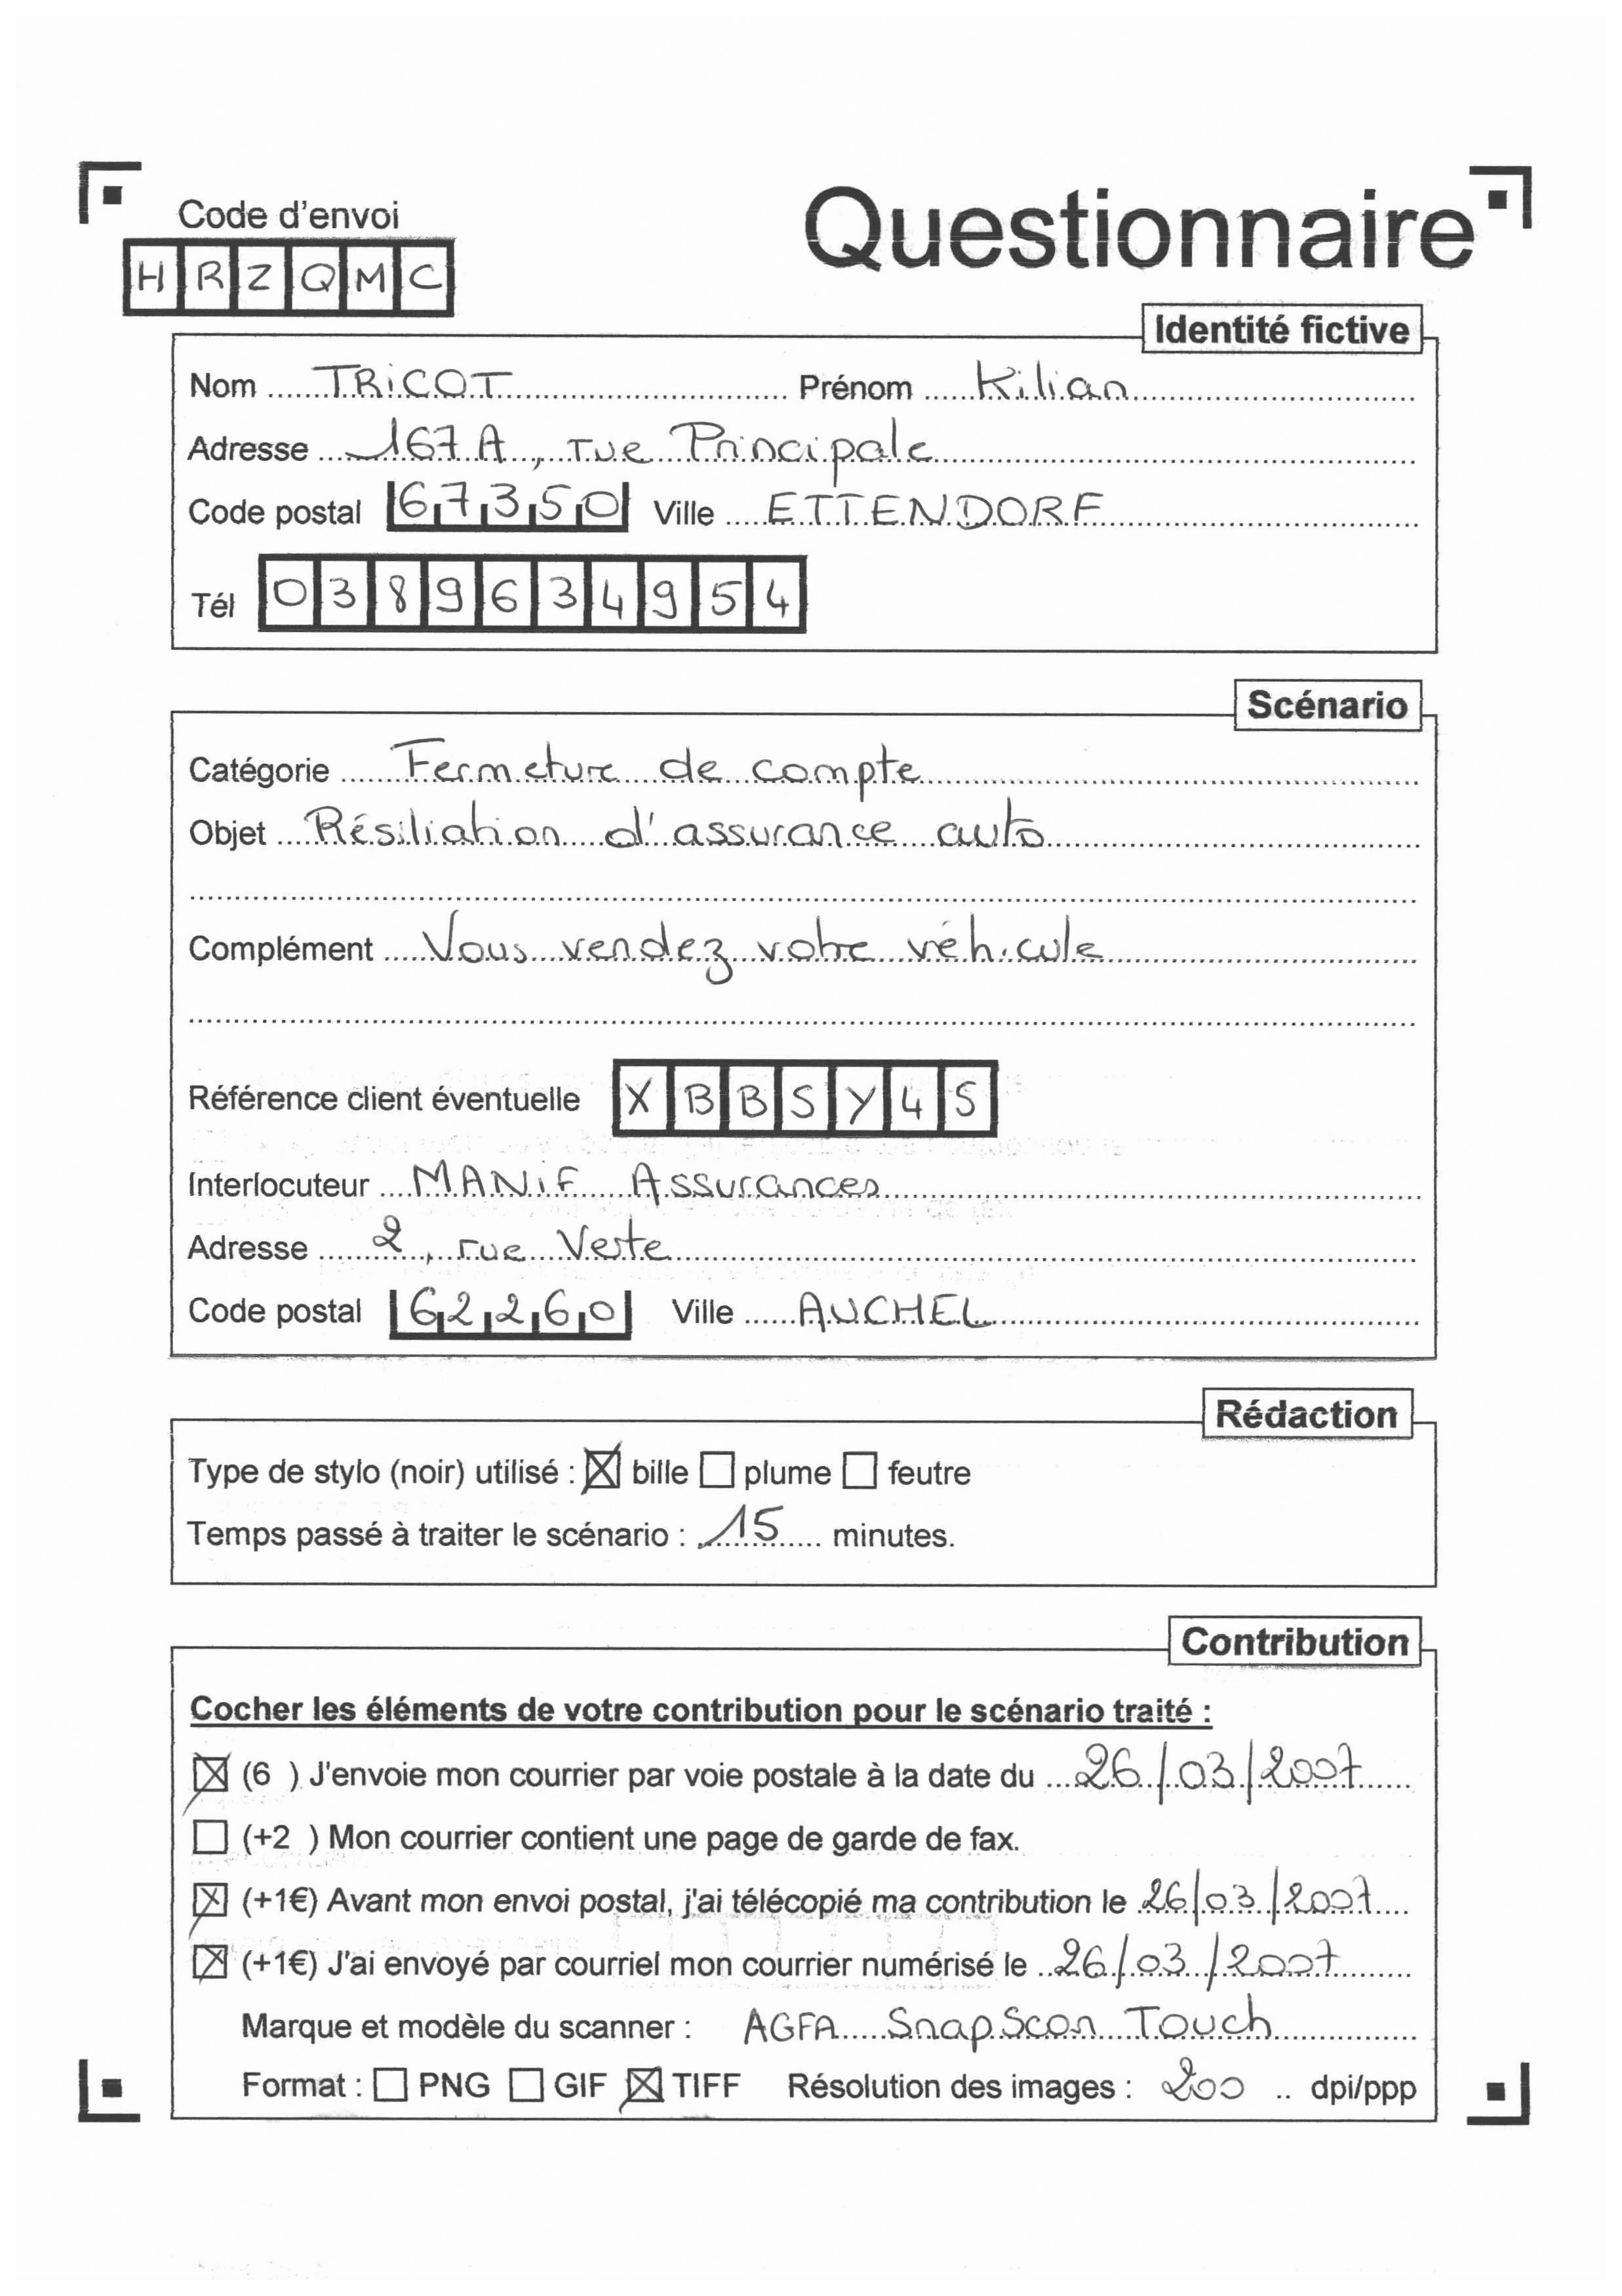 Code d'envoi
Questionnaire
HRZQMC
Identité fictive
Nom TRICOT Prénom Kilian
Adresse 167A, rue Principale
Code postal 67350 Ville ETTENDORF
Tél 0389634954
Scénario
Catégorie Fermeture de compte
Objet Résiliation d'assurance auto
Complément Vous vendez votre véhicule
Référence client éventuelle XBBSY45
Interlocuteur MANIF Assurances
Adresse 2, rue Verte
Code postal 62260 Ville AUCHEL
Rédaction
Type de stylo (noir) utilisé : ☒ bille ☐ plume ☐ feutre
Temps passé à traiter le scénario : 15 minutes.
Contribution
Cocher les éléments de votre contribution pour le scénario traité :
☒ (6 ) J'envoie mon courrier par voie postale à la date du 26/03/2007
☐ (+2 ) Mon courrier contient une page de garde de fax.
☒ (+1€) Avant mon envoi postal, j'ai télécopié ma contribution le 26/03/2007
☒ (+1€) J'ai envoyé par courriel mon courrier numérisé le 26/03/2007
Marque et modèle du scanner : AGFA SnapScan Touch
Format : ☐ PNG ☐ GIF ☒ TIFF Résolution des images : 200 .. dpi/ppp